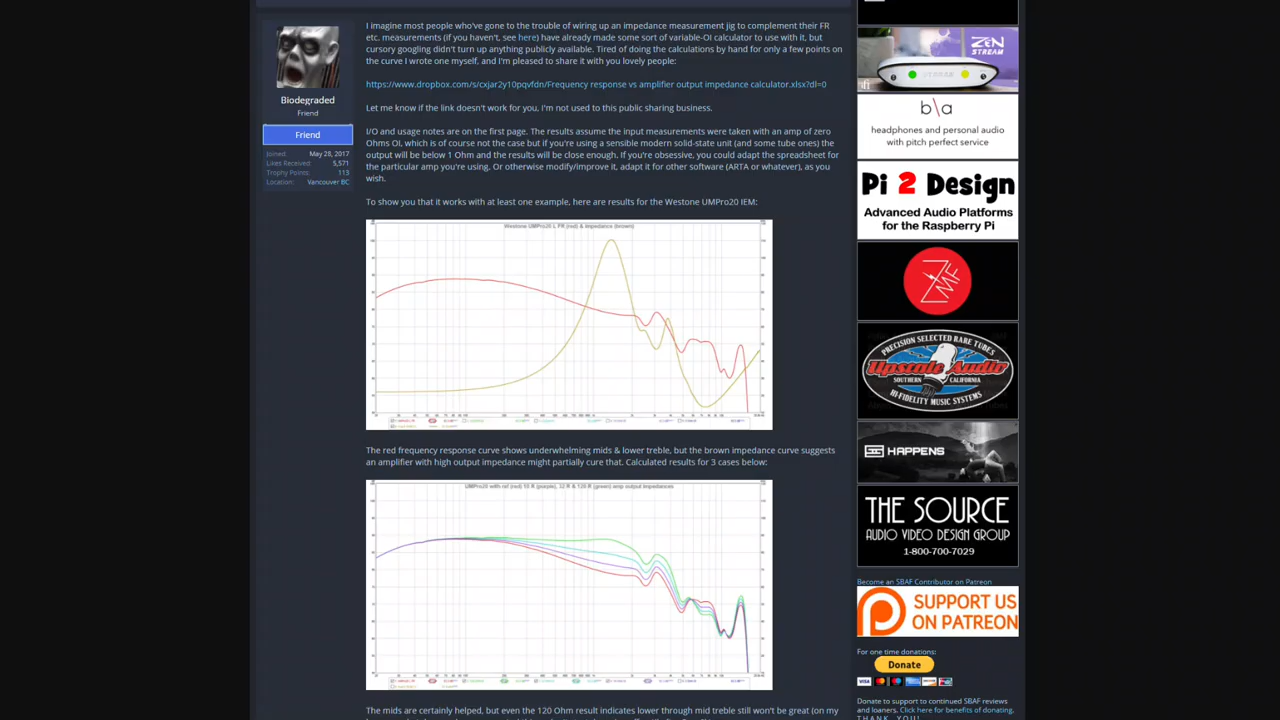 I imagine most people who've gone to the trouble of wiring up an impedance measurement jig to complement their FR
etc. measurements (if you haven't, see here) have already made some sort of variable-OI calculator to use with it, but
cursory googling didn't turn up anything publicly available. Tired of doing the calculations by hand for only a few points on
the curve I wrote one myself, and I'm pleased to share it with you lovely people:
https://www.dropbox.com/s/cxjar2y10pqvfdn/Frequency response vs amplifier output impedance calculator.xlsx?dl=0
Biodegraded
Friend
Let me know if the link doesn't work for you, I'm not used to this public sharing business.
Friend
I/O and usage notes are on the first page. The results assume the input measurements were taken with an amp of zero
Ohms OI, which is of course not the case but if you're using a sensible modern solid-state unit (and some tube ones) the
output will be below 1 Ohm and the results will be close enough. If you're obsessive, you could adapt the spreadsheet for
the particular amp you're using. Or otherwise modify/improve it, adapt it for other software (ARTA or whatever), as you
wish.
Joined: May 28, 2017
Likes Received: 5,571
Trophy Points: 113
Location: Vancouver BC
To show you that it works with at least one example, here are results for the Westone UMPro20 IEM:
Westone UMPro20 L FR (red) & impedance (brown)
The red frequency response curve shows underwhelming mids & lower treble, but the brown impedance curve suggests
an amplifier with high output impedance might partially cure that. Calculated results for 3 cases below:
The mids are certainly helped, but even the 120 Ohm result indicates lower through mid treble still won't be great (on my
ZEN
STREAM
b\a
headphones and personal audio
with pitch perfect service
Pi 2 Design
Advanced Audio Platforms
for the Raspberry Pi
ZMF
PRECISION SELECTED RARE TUBES
Upscale Audio
SOUTHERN CALIFORNIA
HI-FIDELITY MUSIC SYSTEMS
HAPPENS
THE SOURCE
AUDIO VIDEO DESIGN GROUP
1-800-700-7029
Become an SBAF Contributor on Patreon
SUPPORT US
ON PATREON
For one time donations:
Donate
VISA
Donate to support to continued SBAF reviews
and loaners. Click here for benefits of donating.
T H A N K Y O U !